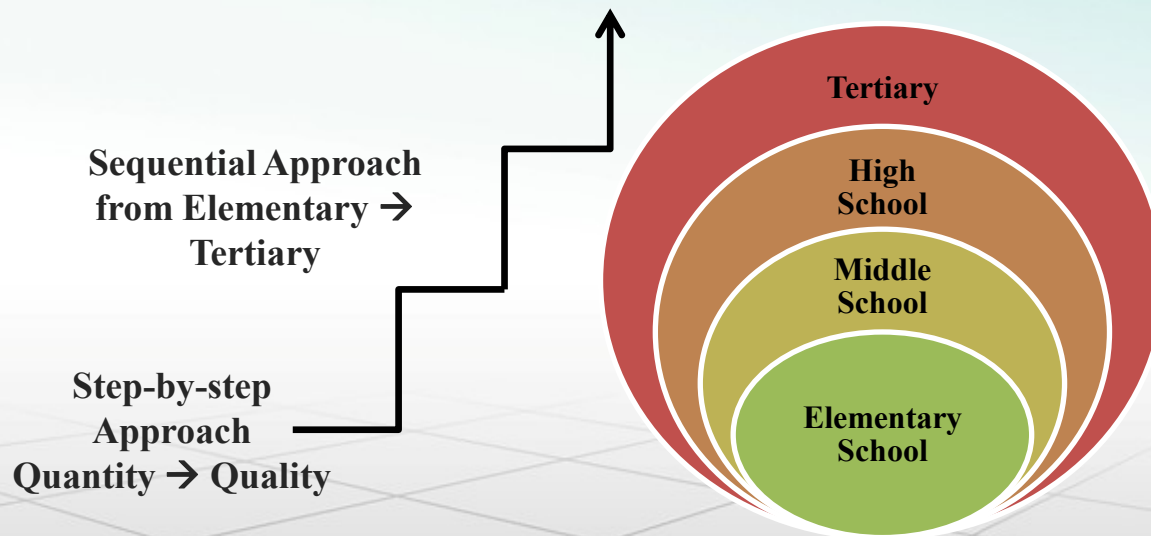 Sequential Approach
from Elementary →
Tertiary
Step-by-step
Approach
Quantity → Quality
Tertiary
High
School
Middle
School
Elementary
School